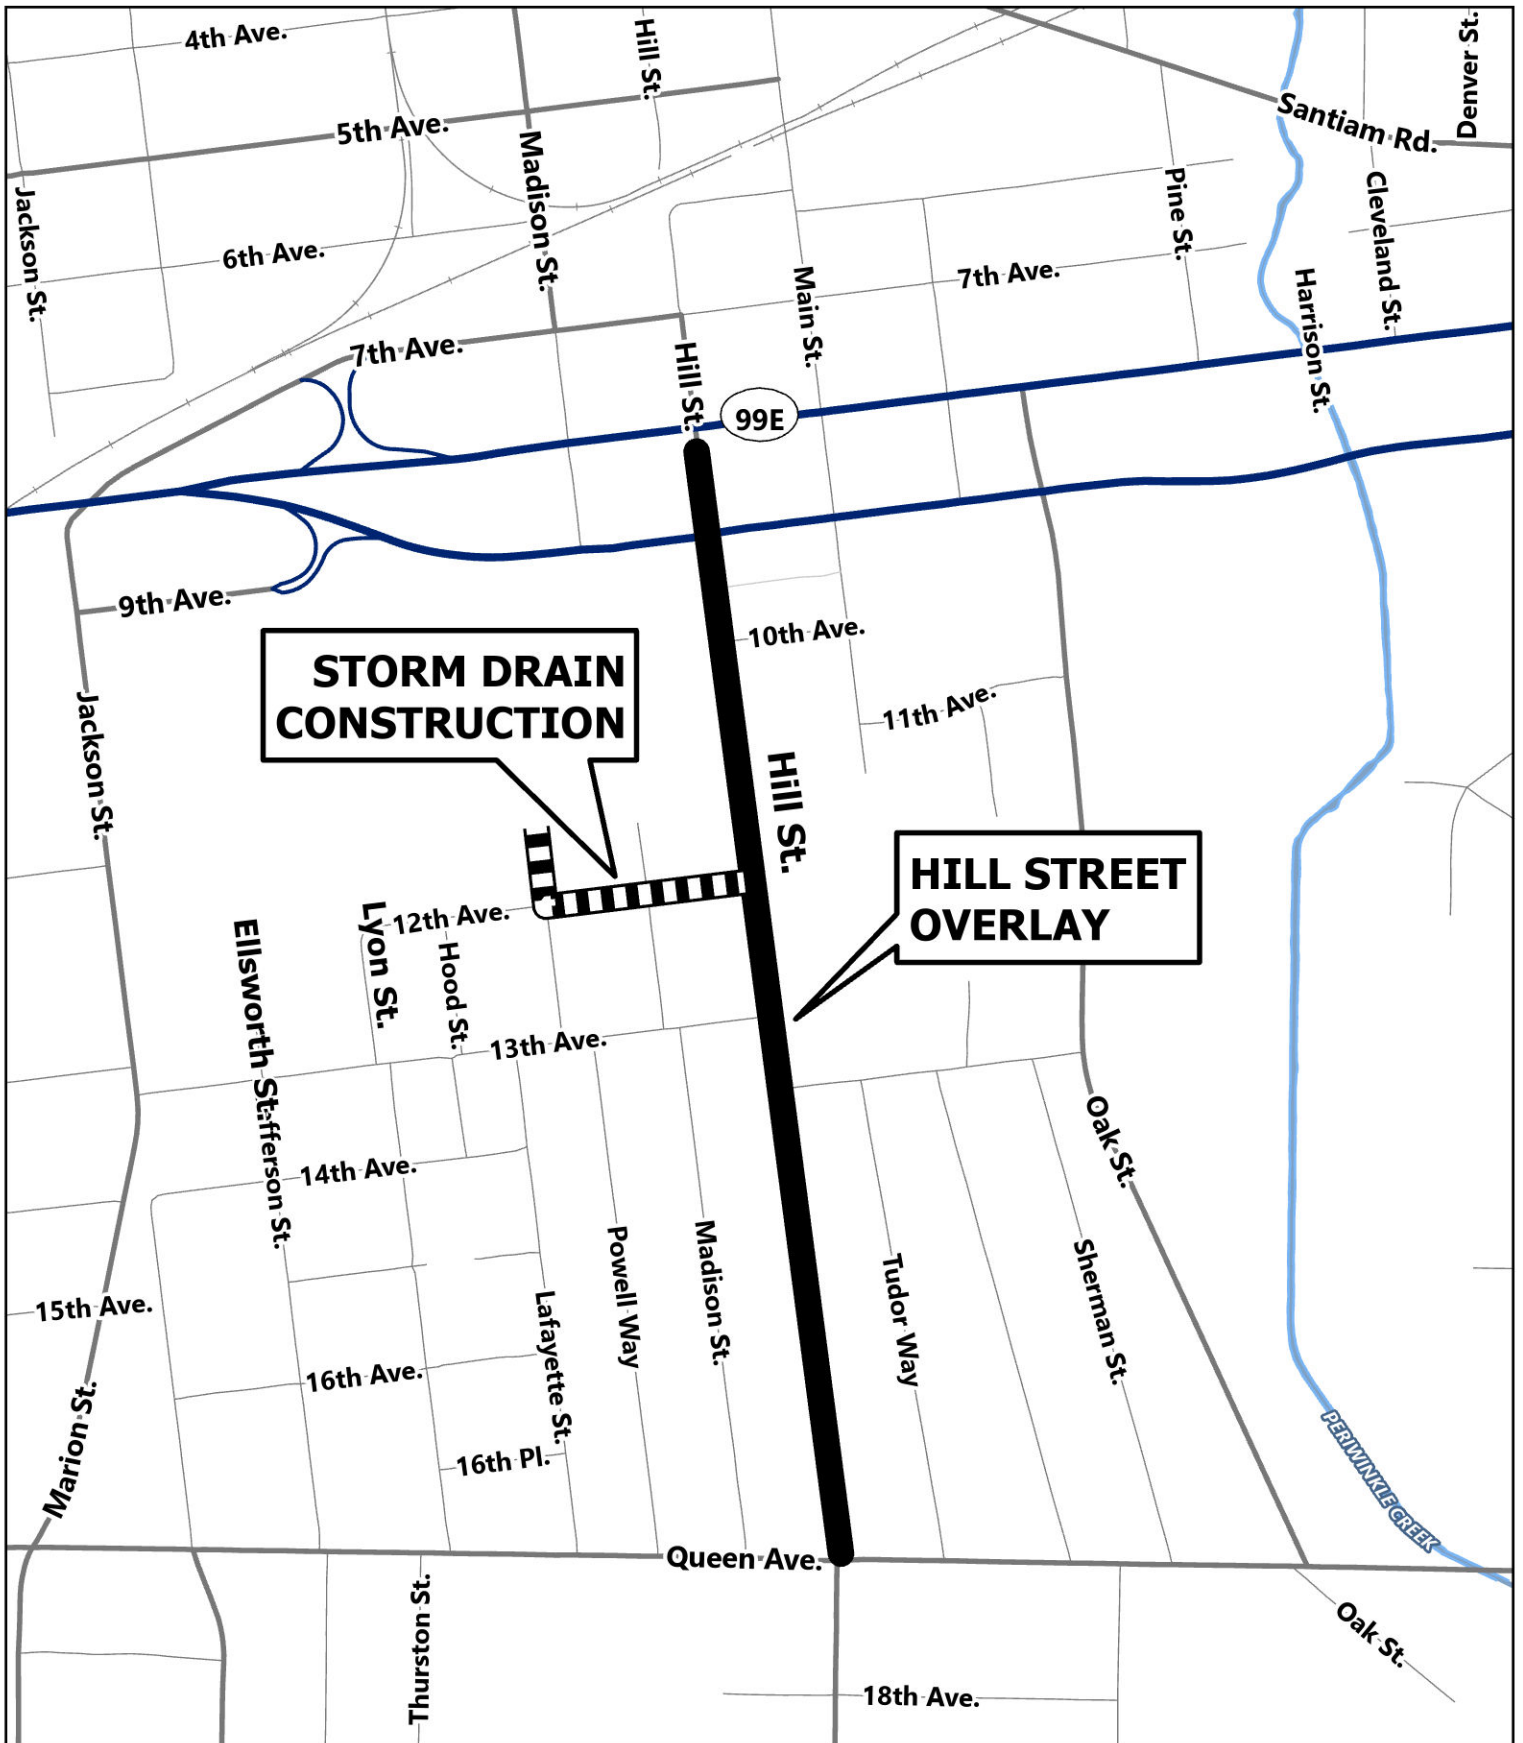 4th Ave.
Hill St.
Denver St.
5th Ave.
Santiam Rd.
Madison St.
Jackson St.
Pine St.
Cleveland St.
6th Ave.
7th Ave.
Main St.
Harrison St.
7th Ave.
Hill St.
99E
9th Ave.
10th Ave.
STORM DRAIN
CONSTRUCTION
11th Ave.
Jackson St.
Hill St.
HILL STREET
OVERLAY
12th Ave.
Lyon St.
Ellsworth St.
Hood St.
13th Ave.
Oak St.
14th Ave.
Powell Way
Madison St.
Tudor Way
Sherman St.
15th Ave.
Lafayette St.
16th Ave.
Marion St.
16th Pl.
PERIWINKLE CREEK
Queen Ave.
Thurston St.
Oak St.
18th Ave.